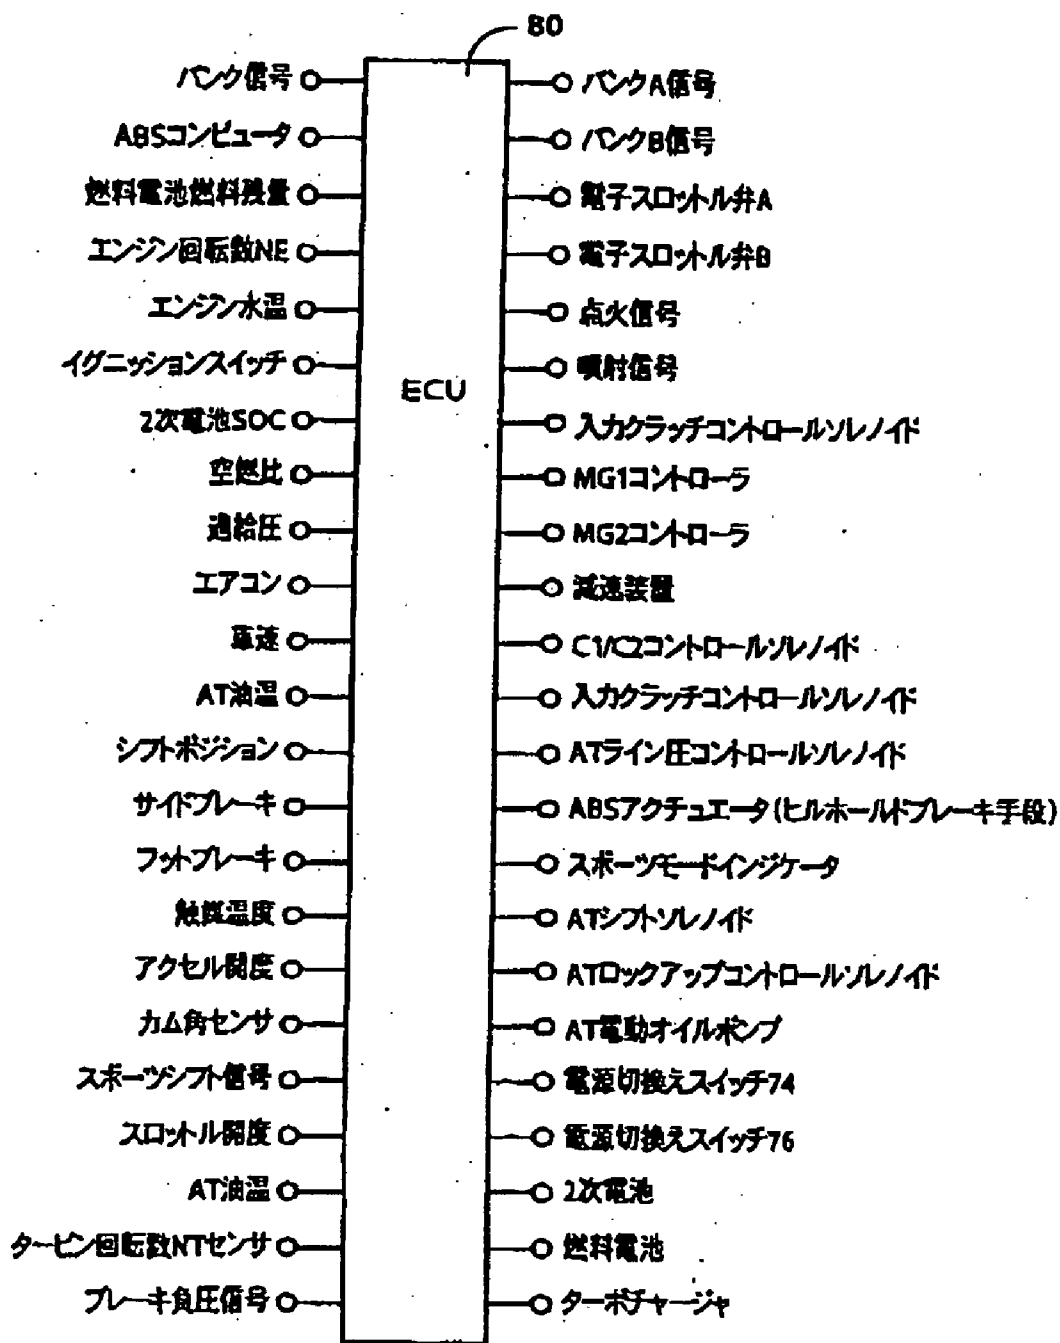 80
バンク信号
バンクA信号
ABSコンピュータ
バンクB信号
燃料電池燃料残量
電子スロットル弁A
エンジン回転数NE
電子スロットル弁B
エンジン水温
点火信号
イグニッションスイッチ
噴射信号
ECU
2次電池SOC
入力クラッチコントロールソレノイド
空燃比
MG1コントローラ
過給圧
MG2コントローラ
エアコン
減速装置
車速
C1/C2コントロールソレノイド
AT油温
入力クラッチコントロールソレノイド
シフトポジション
ATライン圧コントロールソレノイド
サイドブレーキ
ABSアクチュエータ(ヒルホールドブレーキ手段)
フットブレーキ
スポーツモードインジケータ
触媒温度
ATシフトソレノイド
アクセル開度
ATロックアップコントロールソレノイド
カム角センサ
AT電動オイルポンプ
スポーツシフト信号
電源切換えスイッチ74
スロットル開度
電源切換えスイッチ76
AT油温
2次電池
タービン回転数NTセンサ
燃料電池
ブレーキ負圧信号
ターボチャージャ